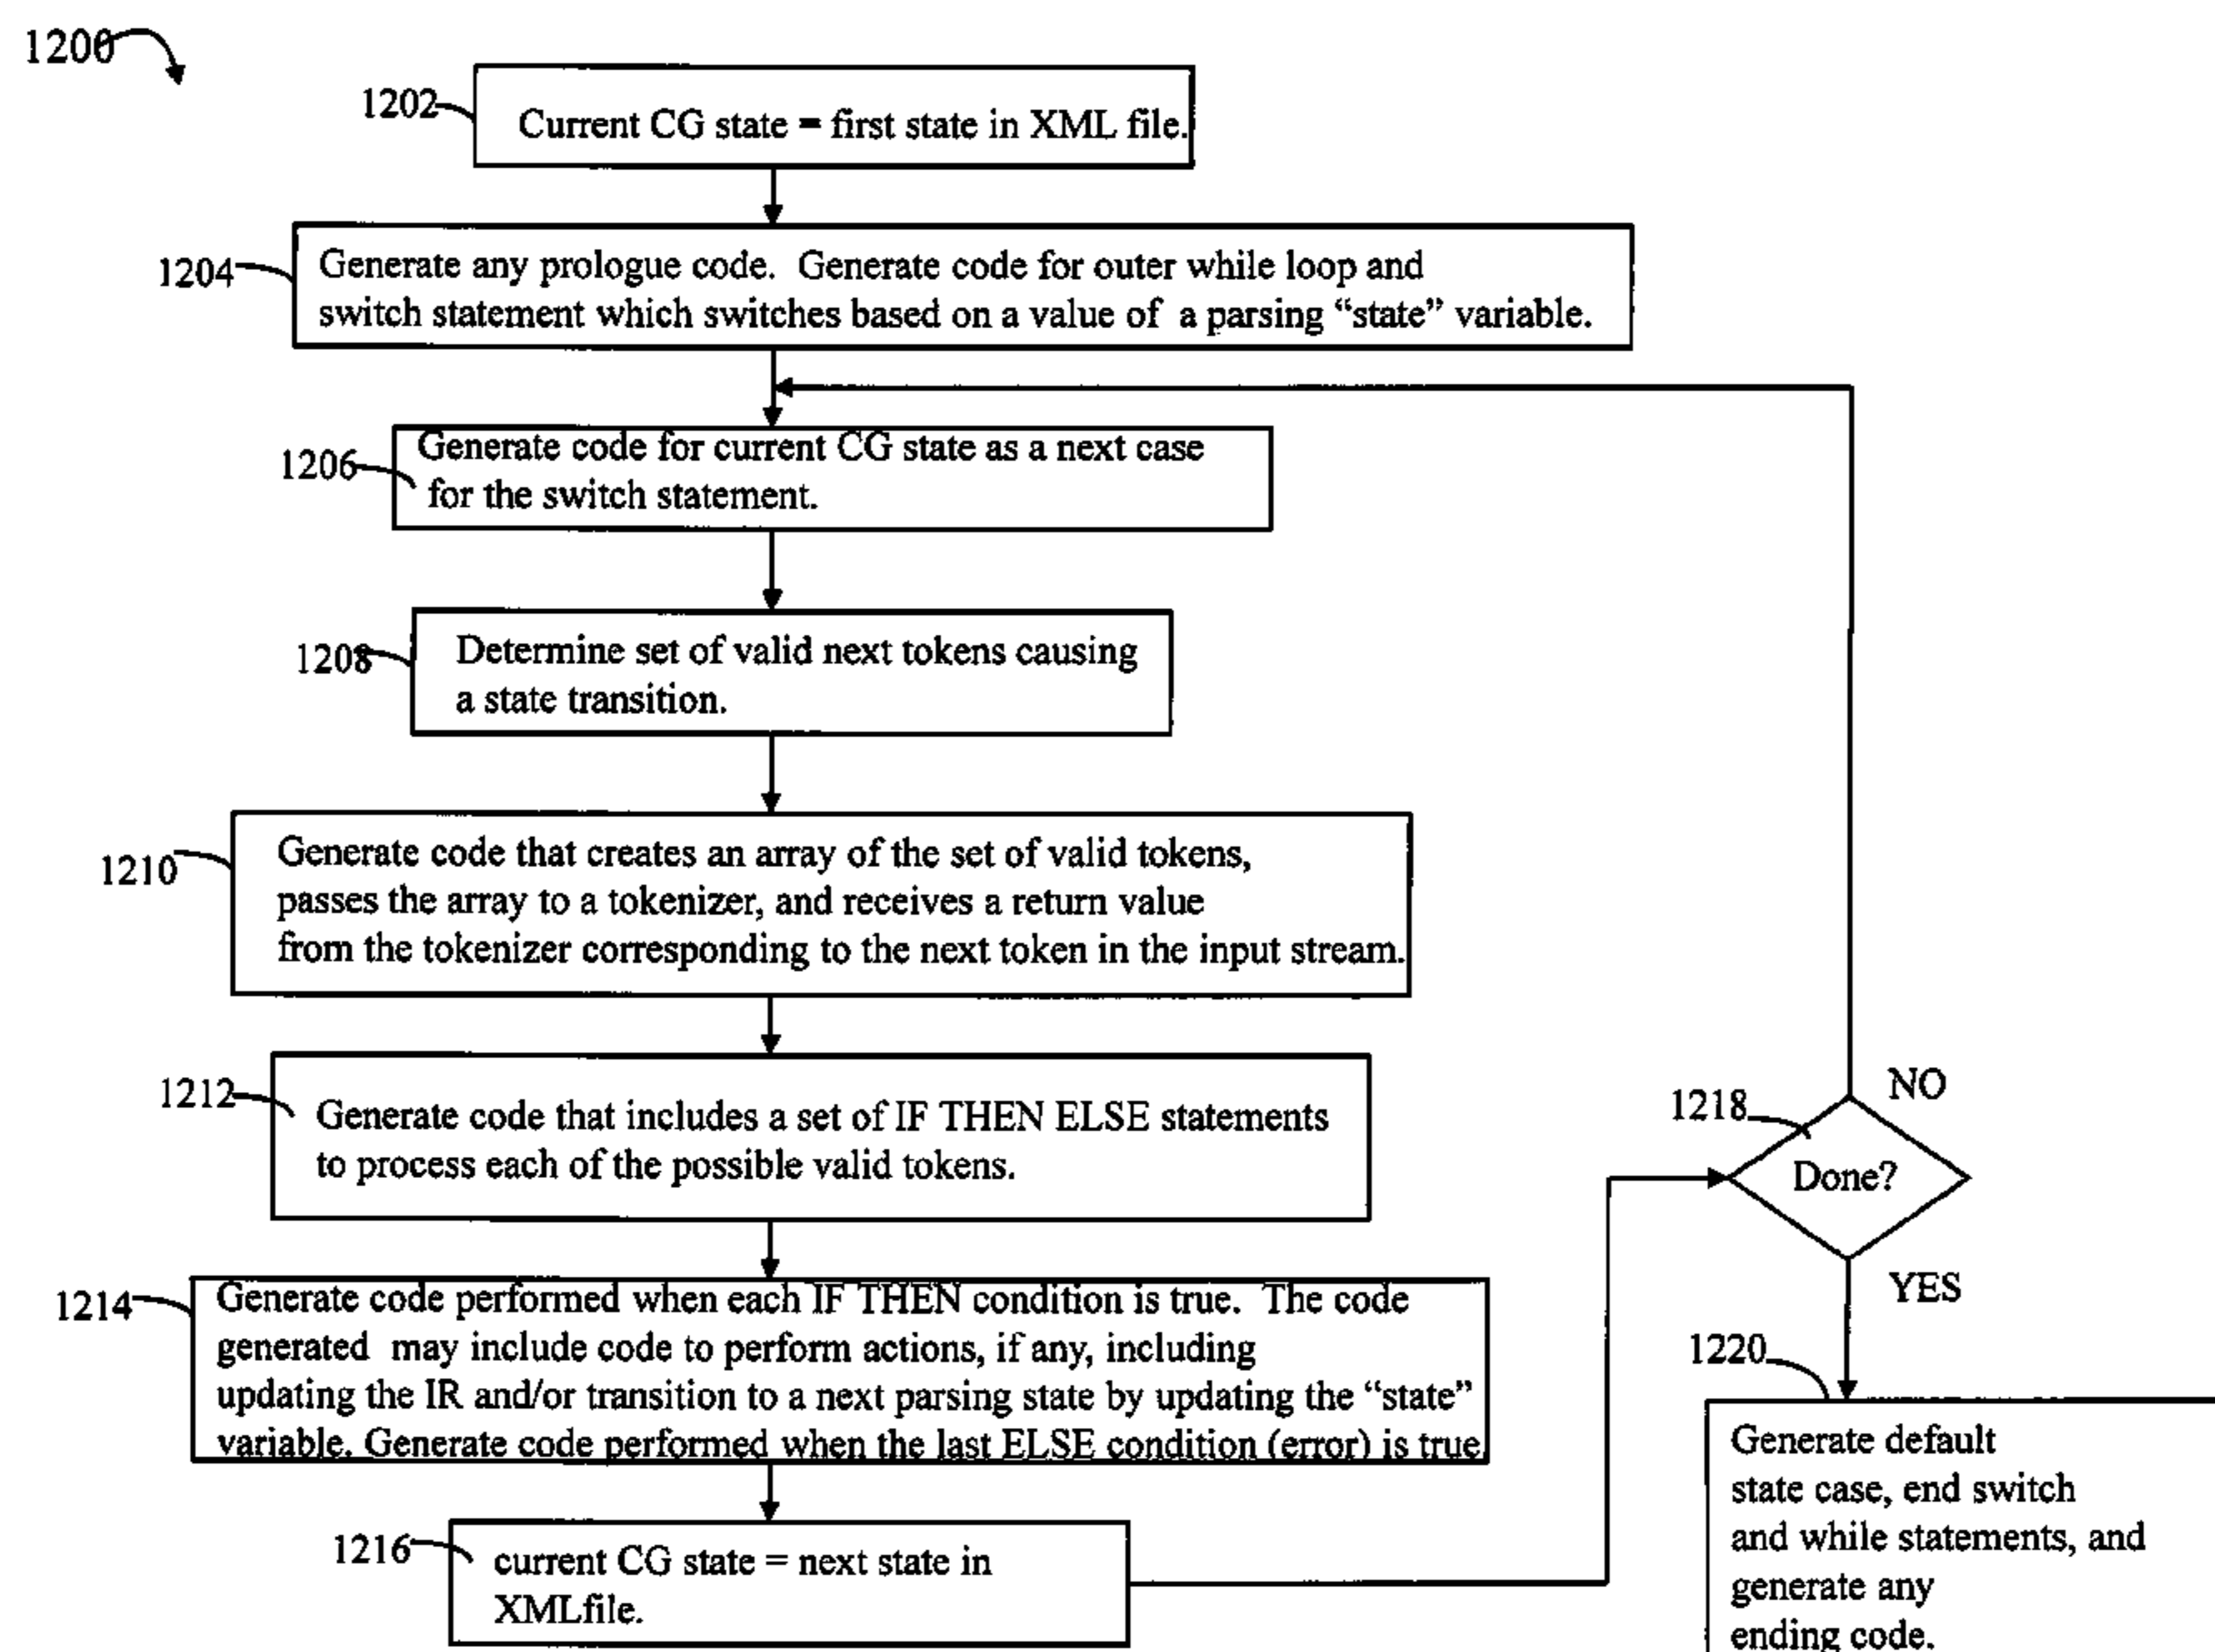 1200
1202
Current CG state = first state in XML file.
1204
Generate any prologue code. Generate code for outer while loop and
switch statement which switches based on a value of a parsing “state” variable.
1206
Generate code for current CG state as a next case
for the switch statement.
1208
Determine set of valid next tokens causing
a state transition.
1210
Generate code that creates an array of the set of valid tokens,
passes the array to a tokenizer, and receives a return value
from the tokenizer corresponding to the next token in the input stream.
1212
Generate code that includes a set of IF THEN ELSE statements
to process each of the possible valid tokens.
1214
Generate code performed when each IF THEN condition is true. The code
generated may include code to perform actions, if any, including
updating the IR and/or transition to a next parsing state by updating the “state”
variable. Generate code performed when the last ELSE condition (error) is true.
1216
current CG state = next state in
XMLfile.
1218
Done?
NO
YES
1220
Generate default
state case, end switch
and while statements, and
generate any
ending code.